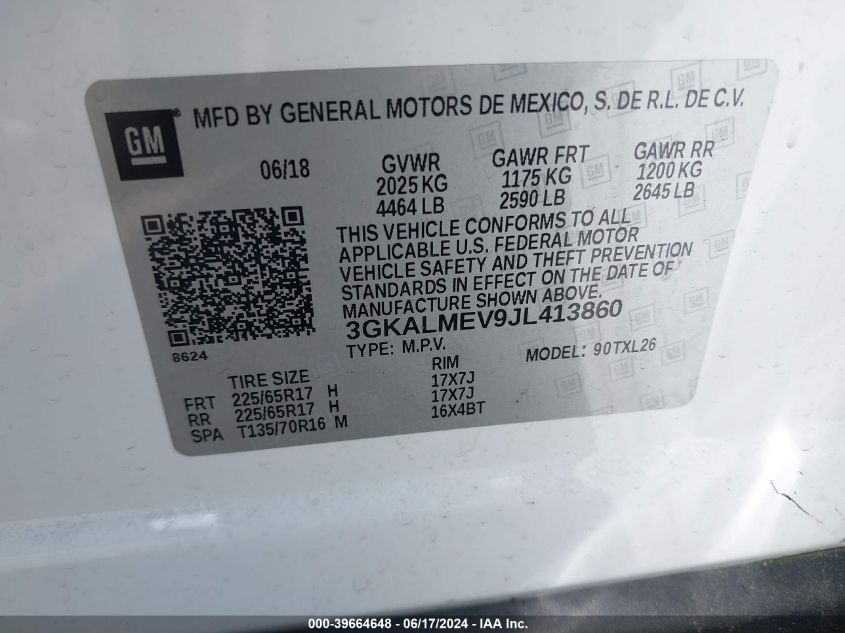 GM ® MFD BY GENERAL MOTORS DE MEXICO, S. DE R.L. DE C.V.
06/18 GVWR GAWR FRT GAWR RR
2025 KG 1175 KG 1200 KG
4464 LB 2590 LB 2645 LB
THIS VEHICLE CONFORMS TO ALL
APPLICABLE U.S. FEDERAL MOTOR
VEHICLE SAFETY AND THEFT PREVENTION
STANDARDS IN EFFECT ON THE DATE OF
MANUFACTURE SHOWN ABOVE.
3GKALMEV9JL413860
8624 TYPE: M.P.V. MODEL: 90TXL26
TIRE SIZE RIM
FRT 225/65R17 H 17X7J
RR 225/65R17 H 17X7J
SPA T135/70R16 M 16X4BT
000-39664648 - 06/17/2024 - IAA Inc.